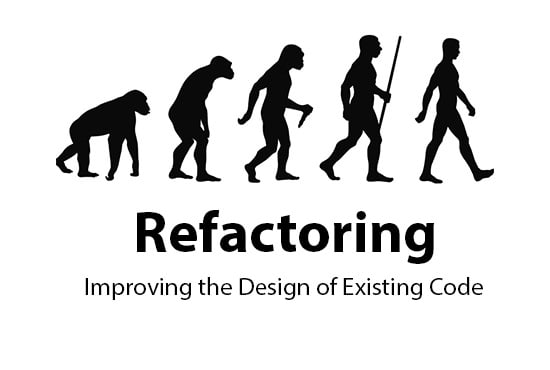 Refactoring
Improving the Design of Existing Code